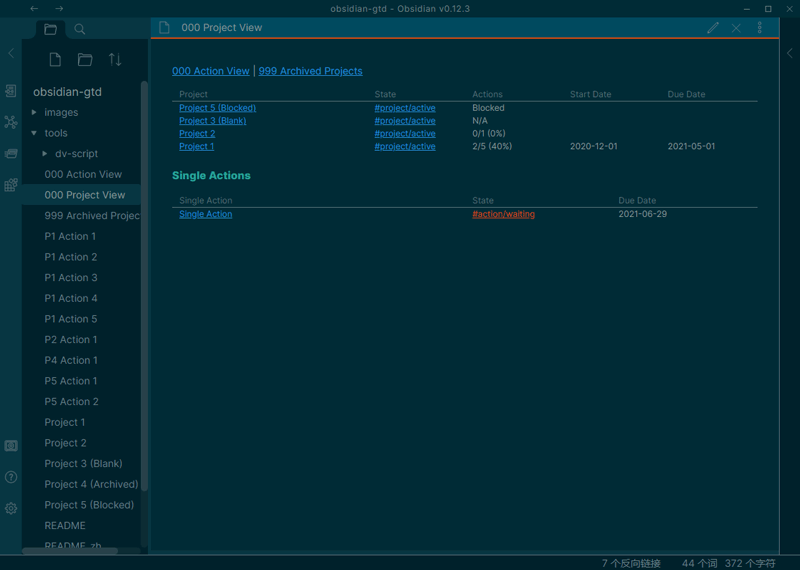 obsidian-gtd - Obsidian v0.12.3
000 Project View
obsidian-gtd
images
tools
dv-script
000 Action View
000 Project View
999 Archived Projec
P1 Action 1
P1 Action 2
P1 Action 3
P1 Action 4
P1 Action 5
P2 Action 1
P4 Action 1
P5 Action 1
P5 Action 2
Project 1
Project 2
Project 3 (Blank)
Project 4 (Archived)
Project 5 (Blocked)
README
README_zh
000 Action View | 999 Archived Projects
Project State Actions Start Date Due Date
Project 5 (Blocked) #project/active Blocked
Project 3 (Blank) #project/active N/A
Project 2 #project/active 0/1 (0%)
Project 1 #project/active 2/5 (40%) 2020-12-01 2021-05-01
Single Actions
Single Action State Due Date
Single Action #action/waiting 2021-06-29
7 个反向链接 44 个词 372 个字符